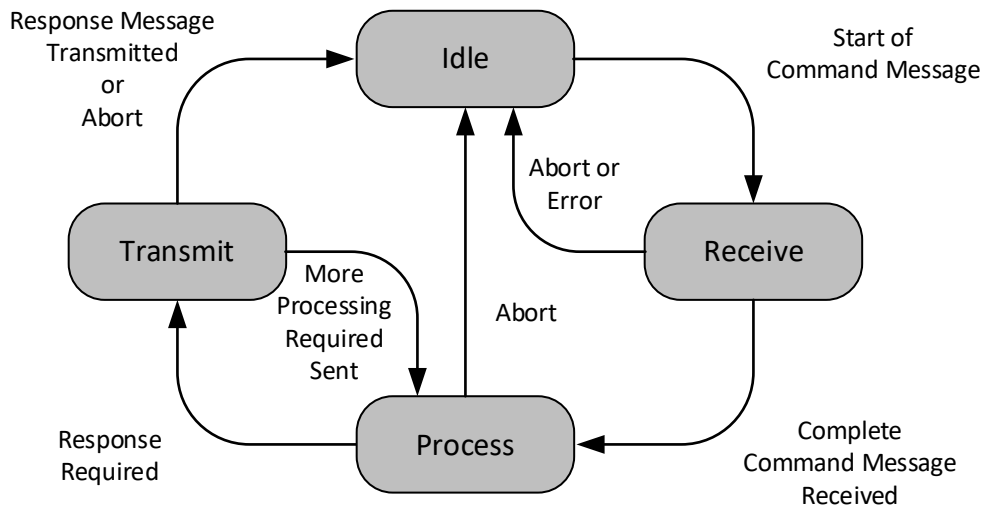 Response Message
Transmitted
or
Abort
Idle
Start of
Command Message
Abort or
Error
Transmit
Receive
More
Processing
Required
Sent
Abort
Response
Required
Process
Complete
Command Message
Received